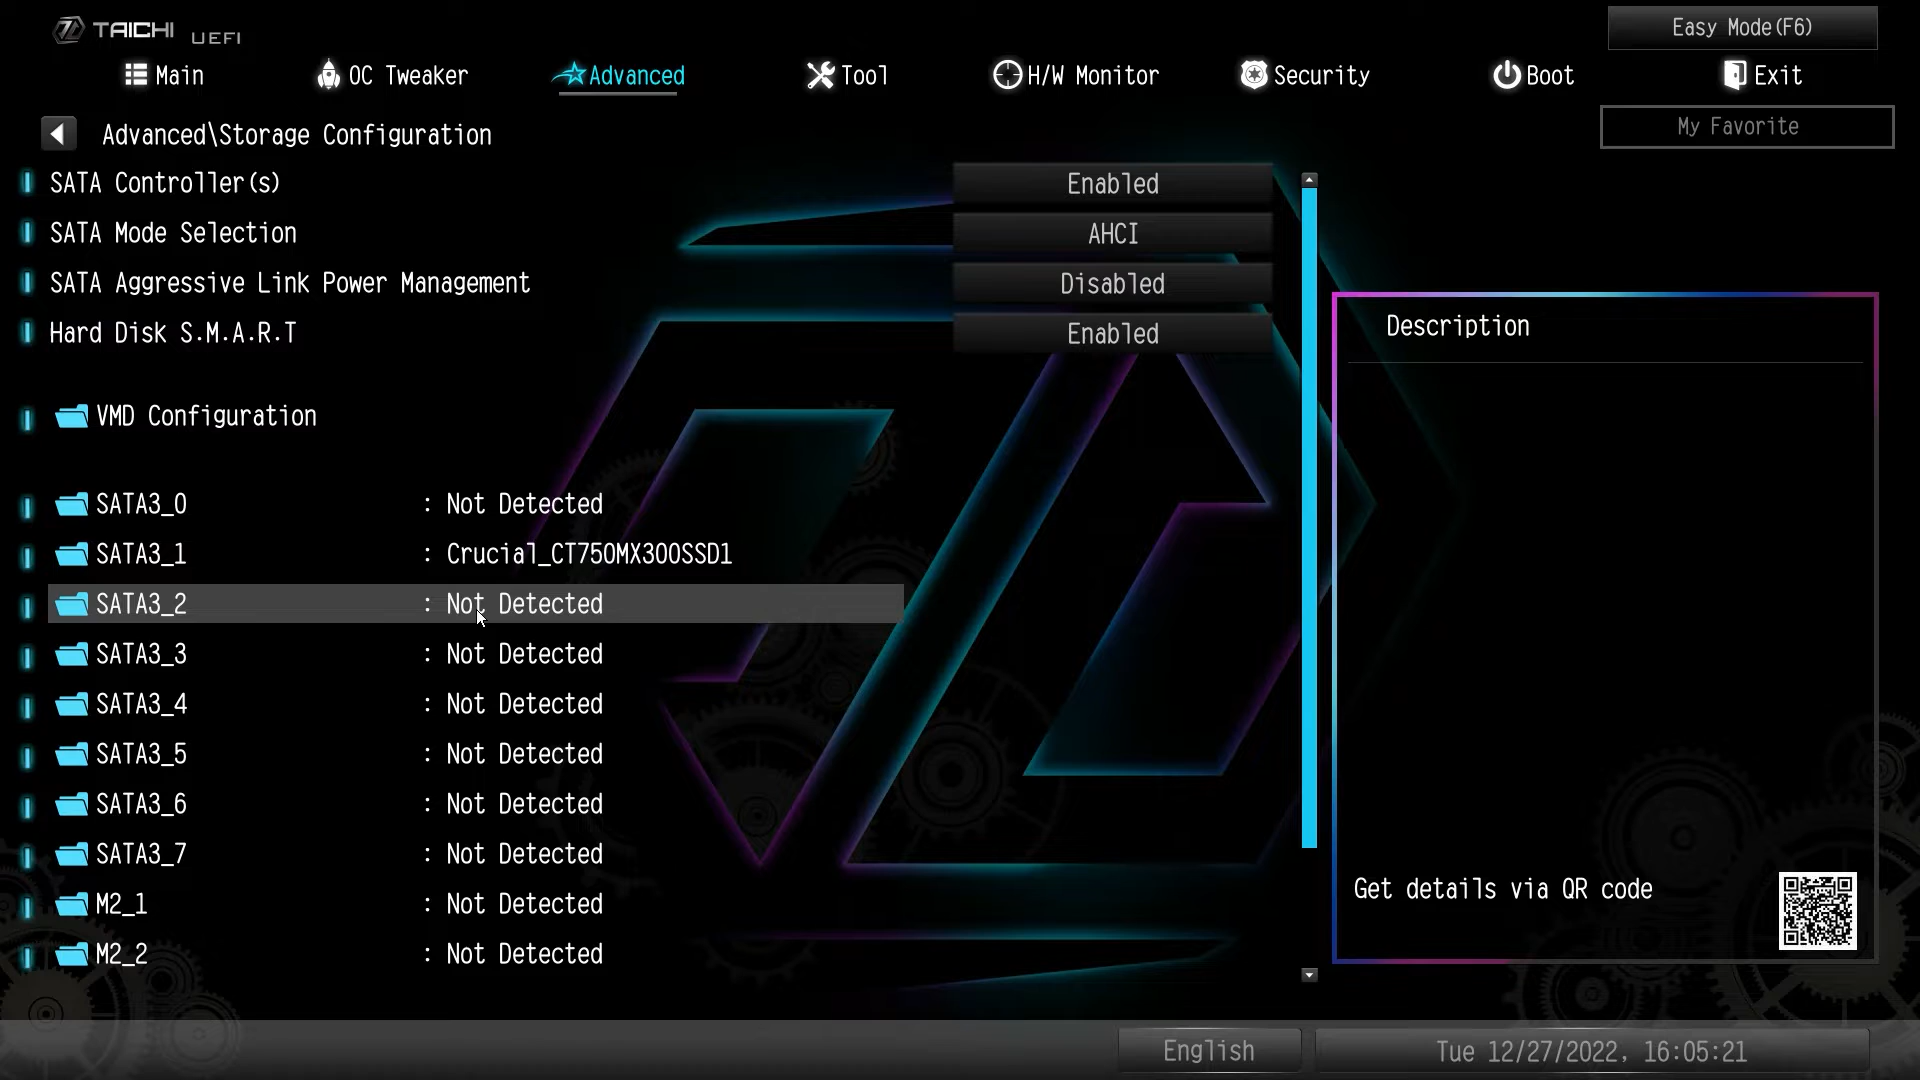 TAICHI UEFI
Easy Mode(F6)
Main OC Tweaker Advanced Tool H/W Monitor Security Boot Exit
Advanced\Storage Configuration
My Favorite
SATA Controller(s) Enabled
SATA Mode Selection AHCI
SATA Aggressive Link Power Management Disabled
Hard Disk S.M.A.R.T Enabled
VMD Configuration
SATA3_0 : Not Detected
SATA3_1 : Crucial_CT750MX300SSD1
SATA3_2 : Not Detected
SATA3_3 : Not Detected
SATA3_4 : Not Detected
SATA3_5 : Not Detected
SATA3_6 : Not Detected
SATA3_7 : Not Detected
M2_1 : Not Detected
M2_2 : Not Detected
Description
Get details via QR code
English
Tue 12/27/2022, 16:05:21